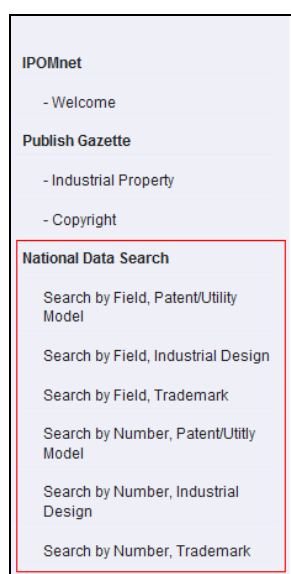 IPOMnet
- Welcome
Publish Gazette
- Industrial Property
- Copyright
National Data Search
Search by Field, Patent/Utility
Model
Search by Field, Industrial Design
Search by Field, Trademark
Search by Number, Patent/Utitly
Model
Search by Number, Industrial
Design
Search by Number, Trademark